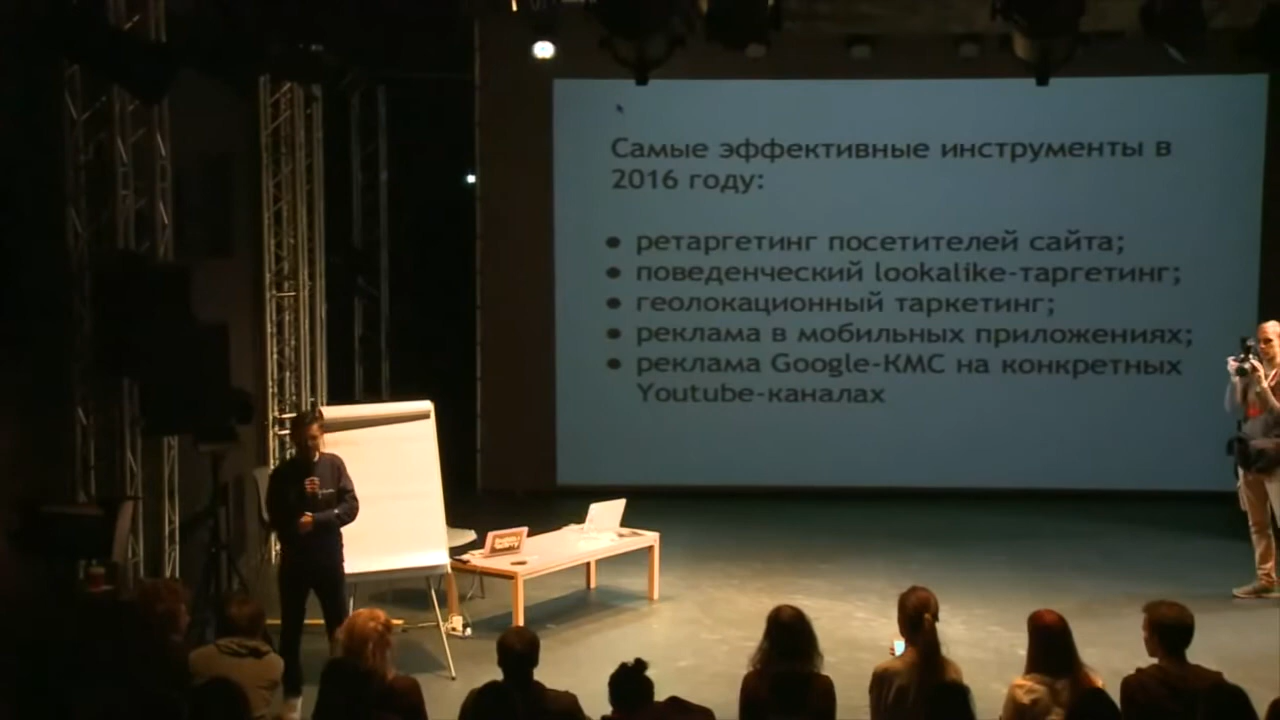 Самые эффективные инструменты в
2016 году:
● ретаргетинг посетителей сайта;
● поведенческий lookalike-таргетинг;
● геолокационный таркетинг;
● реклама в мобильных приложениях;
● реклама Google-КМС на конкретных
Youtube-каналах